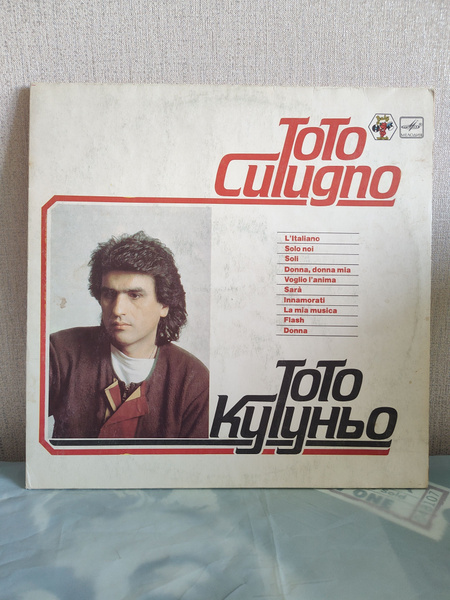 ToTo
Cutugno
МЕЛОДИЯ
L'Italiano
Solo noi
Soli
Donna, donna mia
Voglio l'anima
Sarà
Innamorati
La mia musica
Flash
Donna
ТоТо
Кутуньо